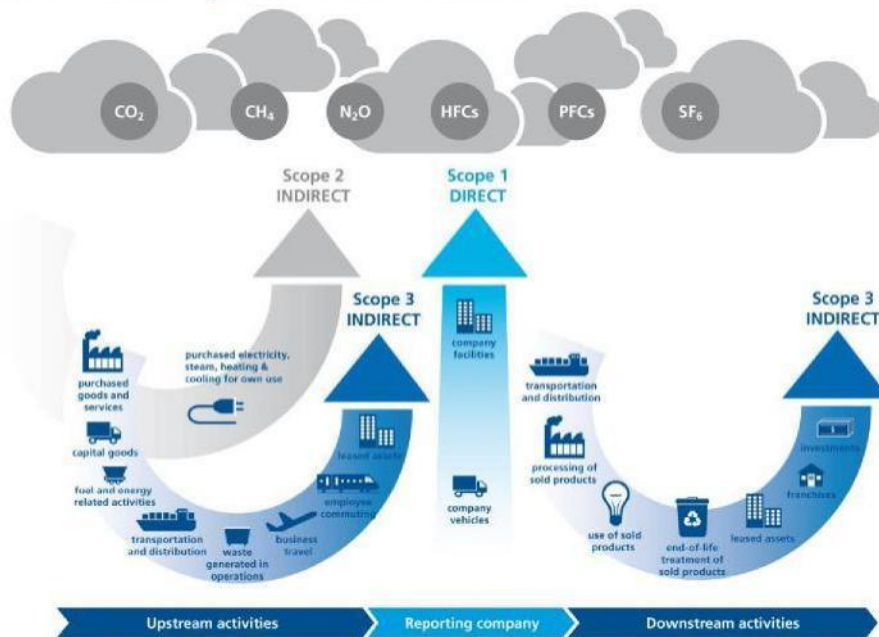 CO₂
CH₄
N₂O
HFCs
PFCs
SF₆
Scope 2
INDIRECT
Scope 1
DIRECT
Scope 3
INDIRECT
Scope 3
INDIRECT
purchased electricity,
steam, heating &
cooling for own use
purchased
goods and
services
capital goods
fuel and energy
related activities
transportation
and distribution
waste
generated in
operations
business
travel
employee
commuting
leased assets
company
facilities
company
vehicles
transportation
and distribution
processing of
sold products
use of sold
products
end-of-life
treatment of
sold products
leased assets
franchises
investments
Upstream activities
Reporting company
Downstream activities